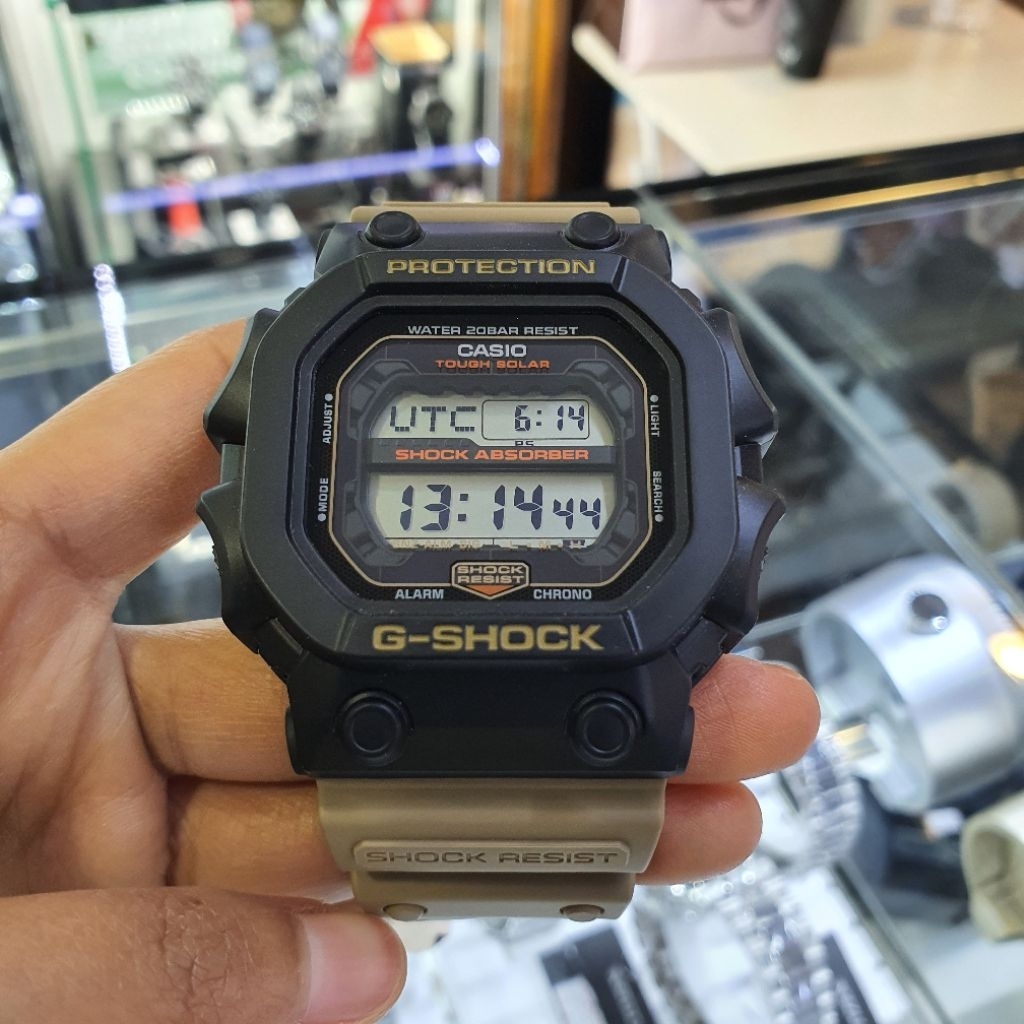 PROTECTION
WATER 20BAR RESIST
CASIO
TOUGH SOLAR
ADJUST
LIGHT
UTC 6:14
PS
SHOCK ABSORBER
MODE
SEARCH
13:14 44
SHOCK
RESIST
ALARM CHRONO
G-SHOCK
SHOCK RESIST